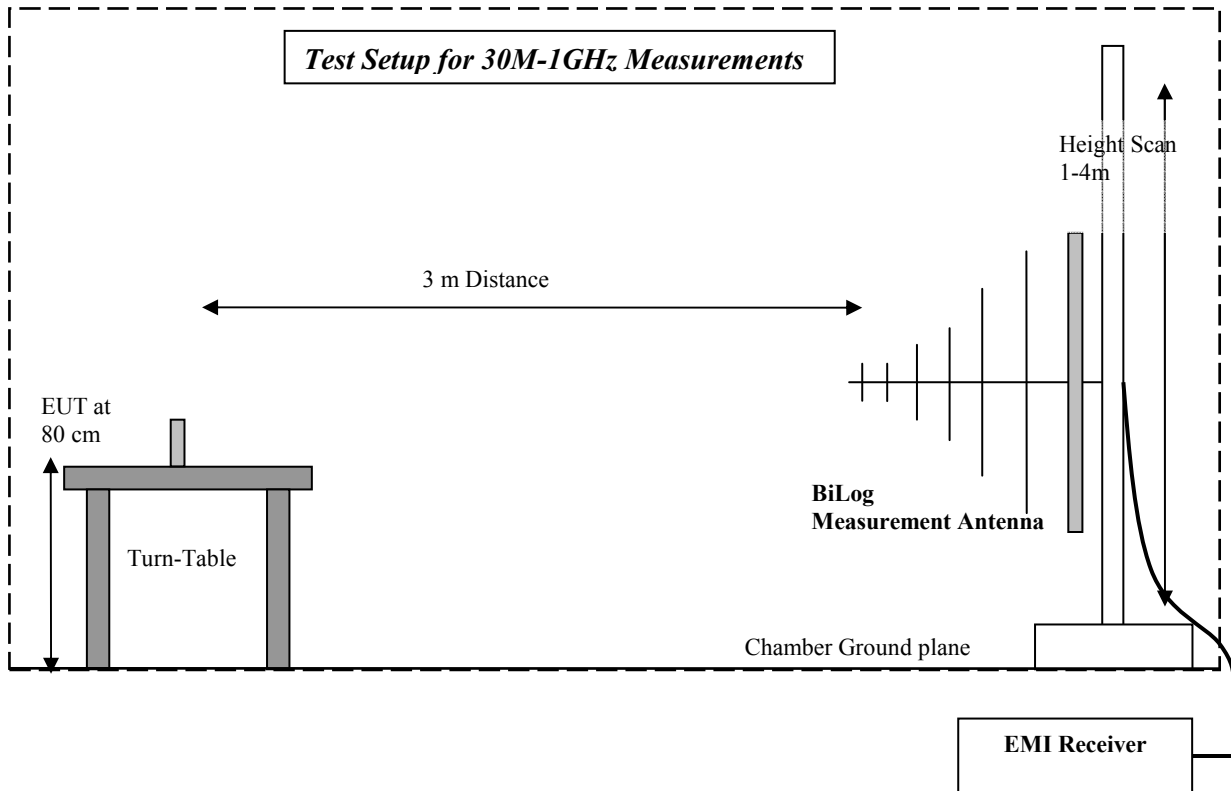 Test Setup for 30M-1GHz Measurements
Height Scan
1-4m
3 m Distance
EUT at
80 cm
BiLog
Measurement Antenna
Turn-Table
Chamber Ground plane
EMI Receiver